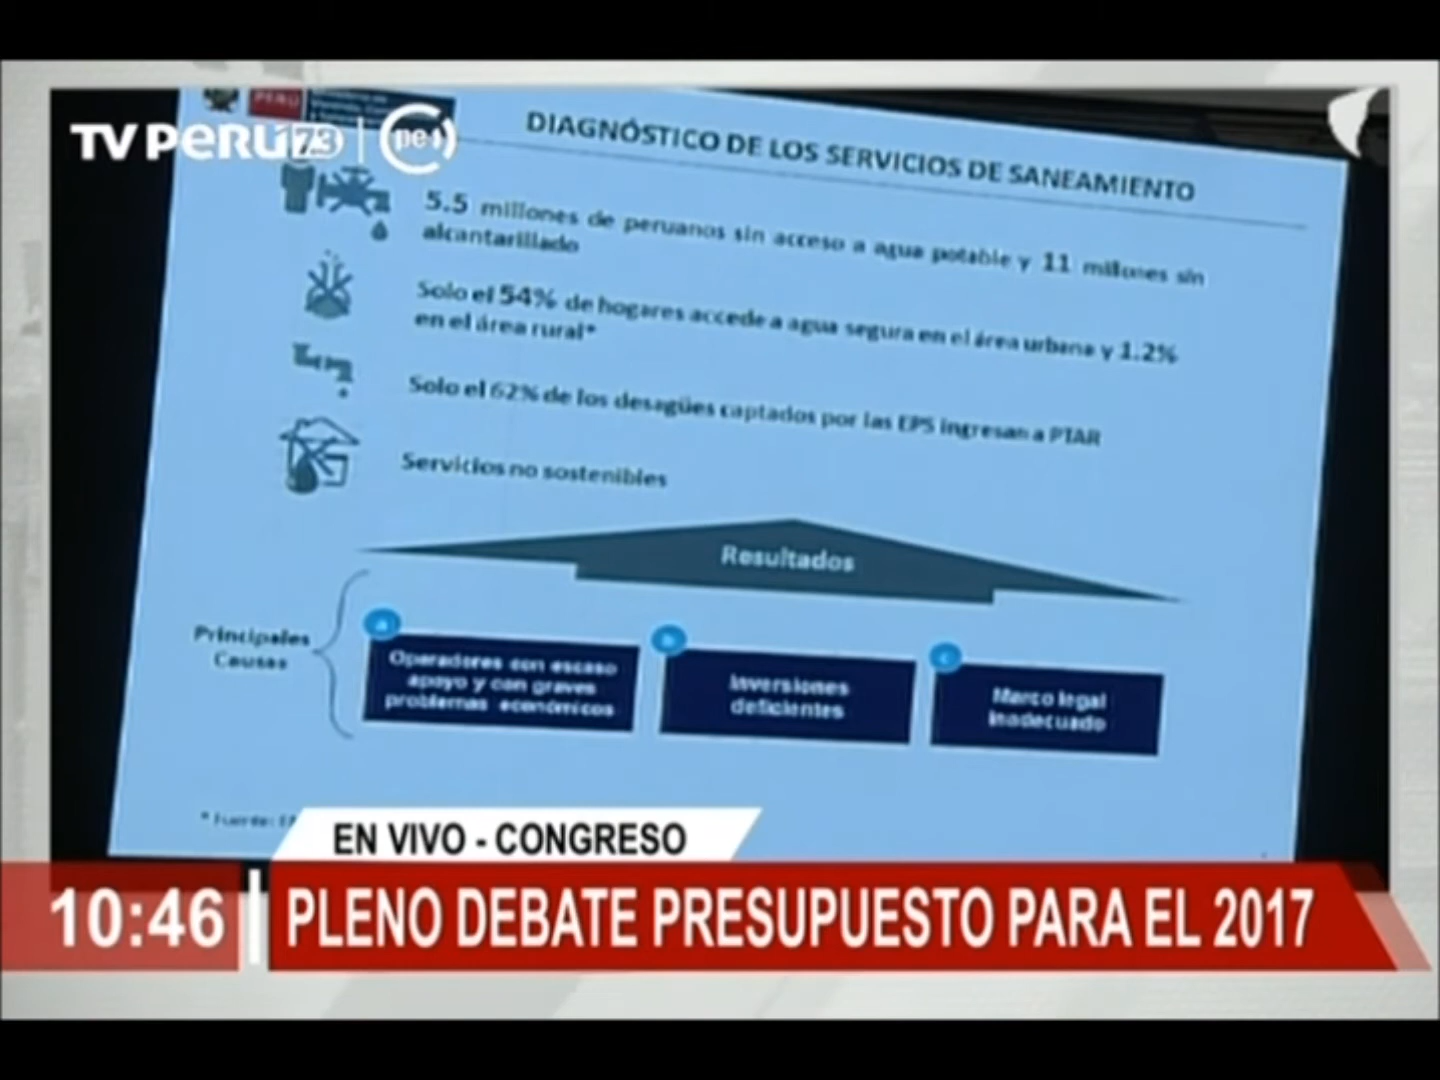 TV PERÚ 7.3 pe
PERÚ
DIAGNÓSTICO DE LOS SERVICIOS DE SANEAMIENTO
5.5 millones de peruanos sin acceso a agua potable y 11 millones sin
alcantarillado
Solo el 54% de hogares accede a agua segura en el área urbana y 1.2%
en el área rural*
Solo el 62% de los desagües captados por las EPS ingresan a PTAR
Servicios no sostenibles
Resultados
Principales
Causas
a
Operadores con escaso
apoyo y con graves
problemas económicos
b
Inversiones
deficientes
c
Marco legal
inadecuado
* Fuente:
EN VIVO - CONGRESO
10:46
PLENO DEBATE PRESUPUESTO PARA EL 2017